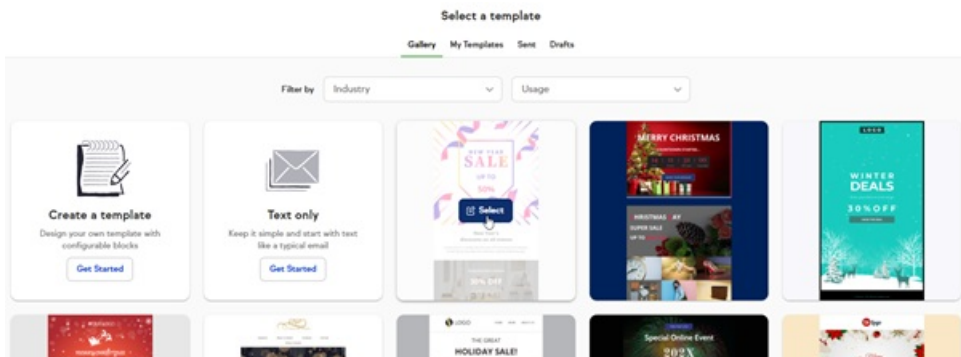 Select a template
Gallery My Templates Sent Drafts
Filter by Industry Usage
Create a template
Design your own template with
configurable blocks
Get Started
Text only
Keep it simple and start with text
like a typical email
Get Started
NEW YEAR
SALE
UP TO
50%
Select
30% OFF
MERRY CHRISTMAS
SUPER SALE
UP TO
LOGO
WINTER
DEALS
30% OFF
LOGO
THE GREAT
HOLIDAY SALE!
Special Online Event
202X